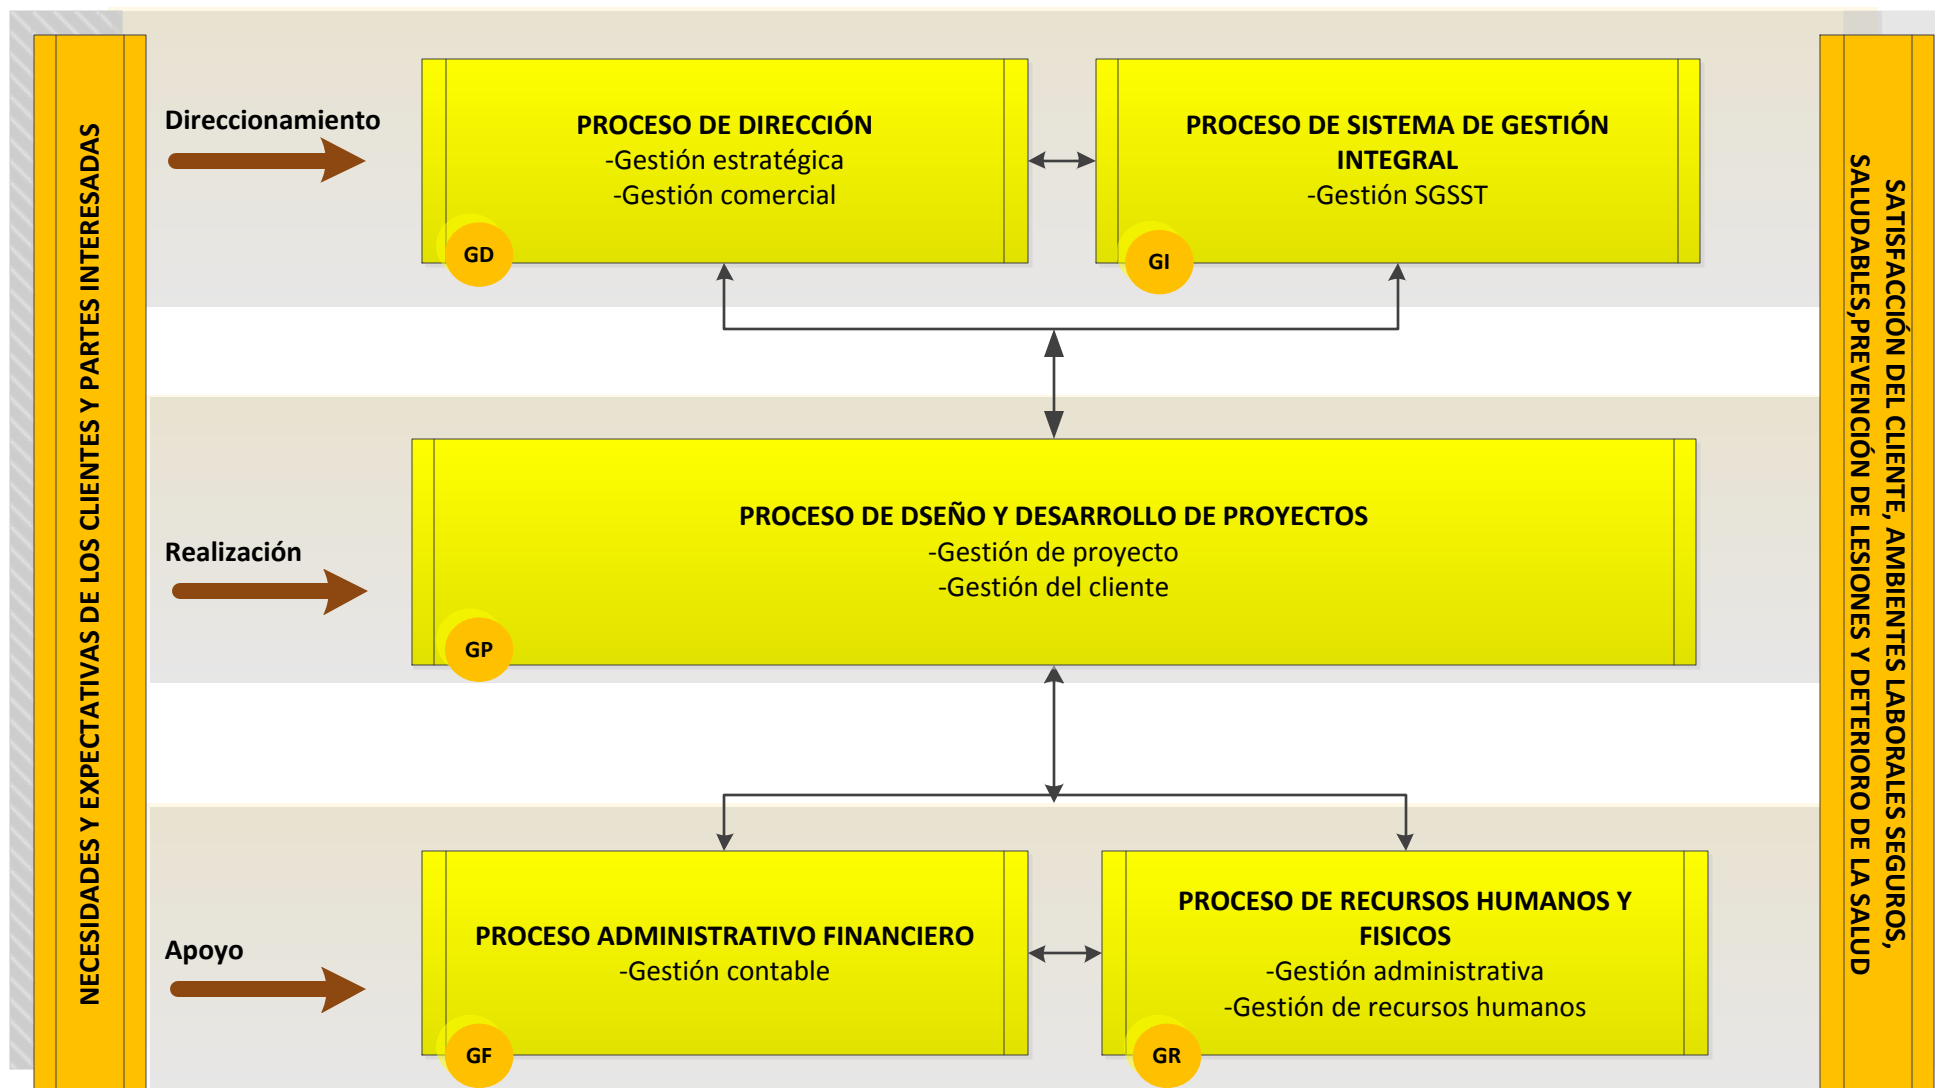 NECESIDADES Y EXPECTATIVAS DE LOS CLIENTES Y PARTES INTERESADAS
Direccionamiento
PROCESO DE DIRECCIÓN
-Gestión estratégica
-Gestión comercial
GD
PROCESO DE SISTEMA DE GESTIÓN
INTEGRAL
-Gestión SGSST
GI
Realización
PROCESO DE DSEÑO Y DESARROLLO DE PROYECTOS
-Gestión de proyecto
-Gestión del cliente
GP
Apoyo
PROCESO ADMINISTRATIVO FINANCIERO
-Gestión contable
GF
PROCESO DE RECURSOS HUMANOS Y
FISICOS
-Gestión administrativa
-Gestión de recursos humanos
GR
SATISFACCIÓN DEL CLIENTE, AMBIENTES LABORALES SEGUROS,
SALUDABLES,PREVENCIÓN DE LESIONES Y DETERIORO DE LA SALUD